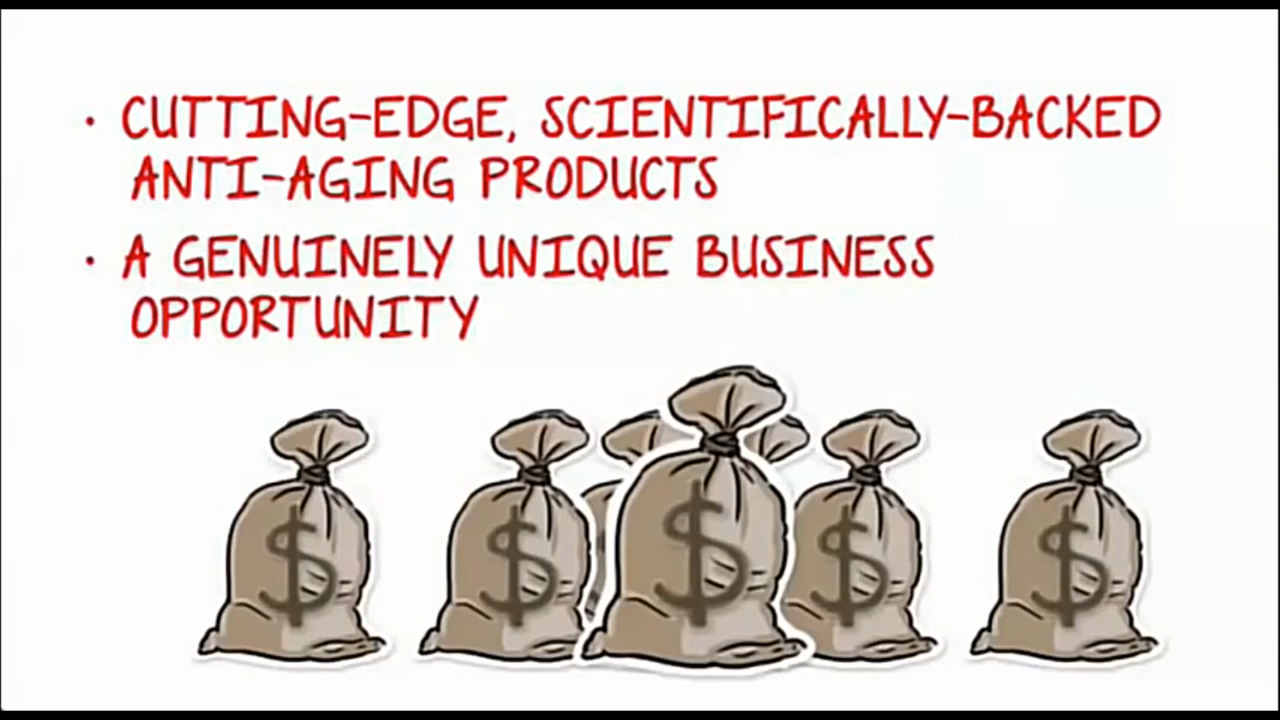 • CUTTING-EDGE, SCIENTIFICALLY-BACKED
ANTI-AGING PRODUCTS
• A GENUINELY UNIQUE BUSINESS
OPPORTUNITY
$ $ $ $ $